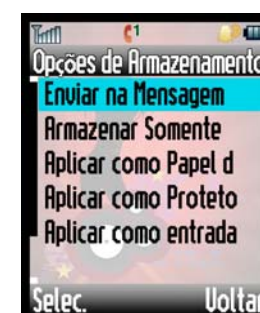 1
Opções de Armazenamento
Enviar na Mensagem
Armazenar Somente
Aplicar como Papel d
Aplicar como Proteto
Aplicar como entrada
Selec. Voltar